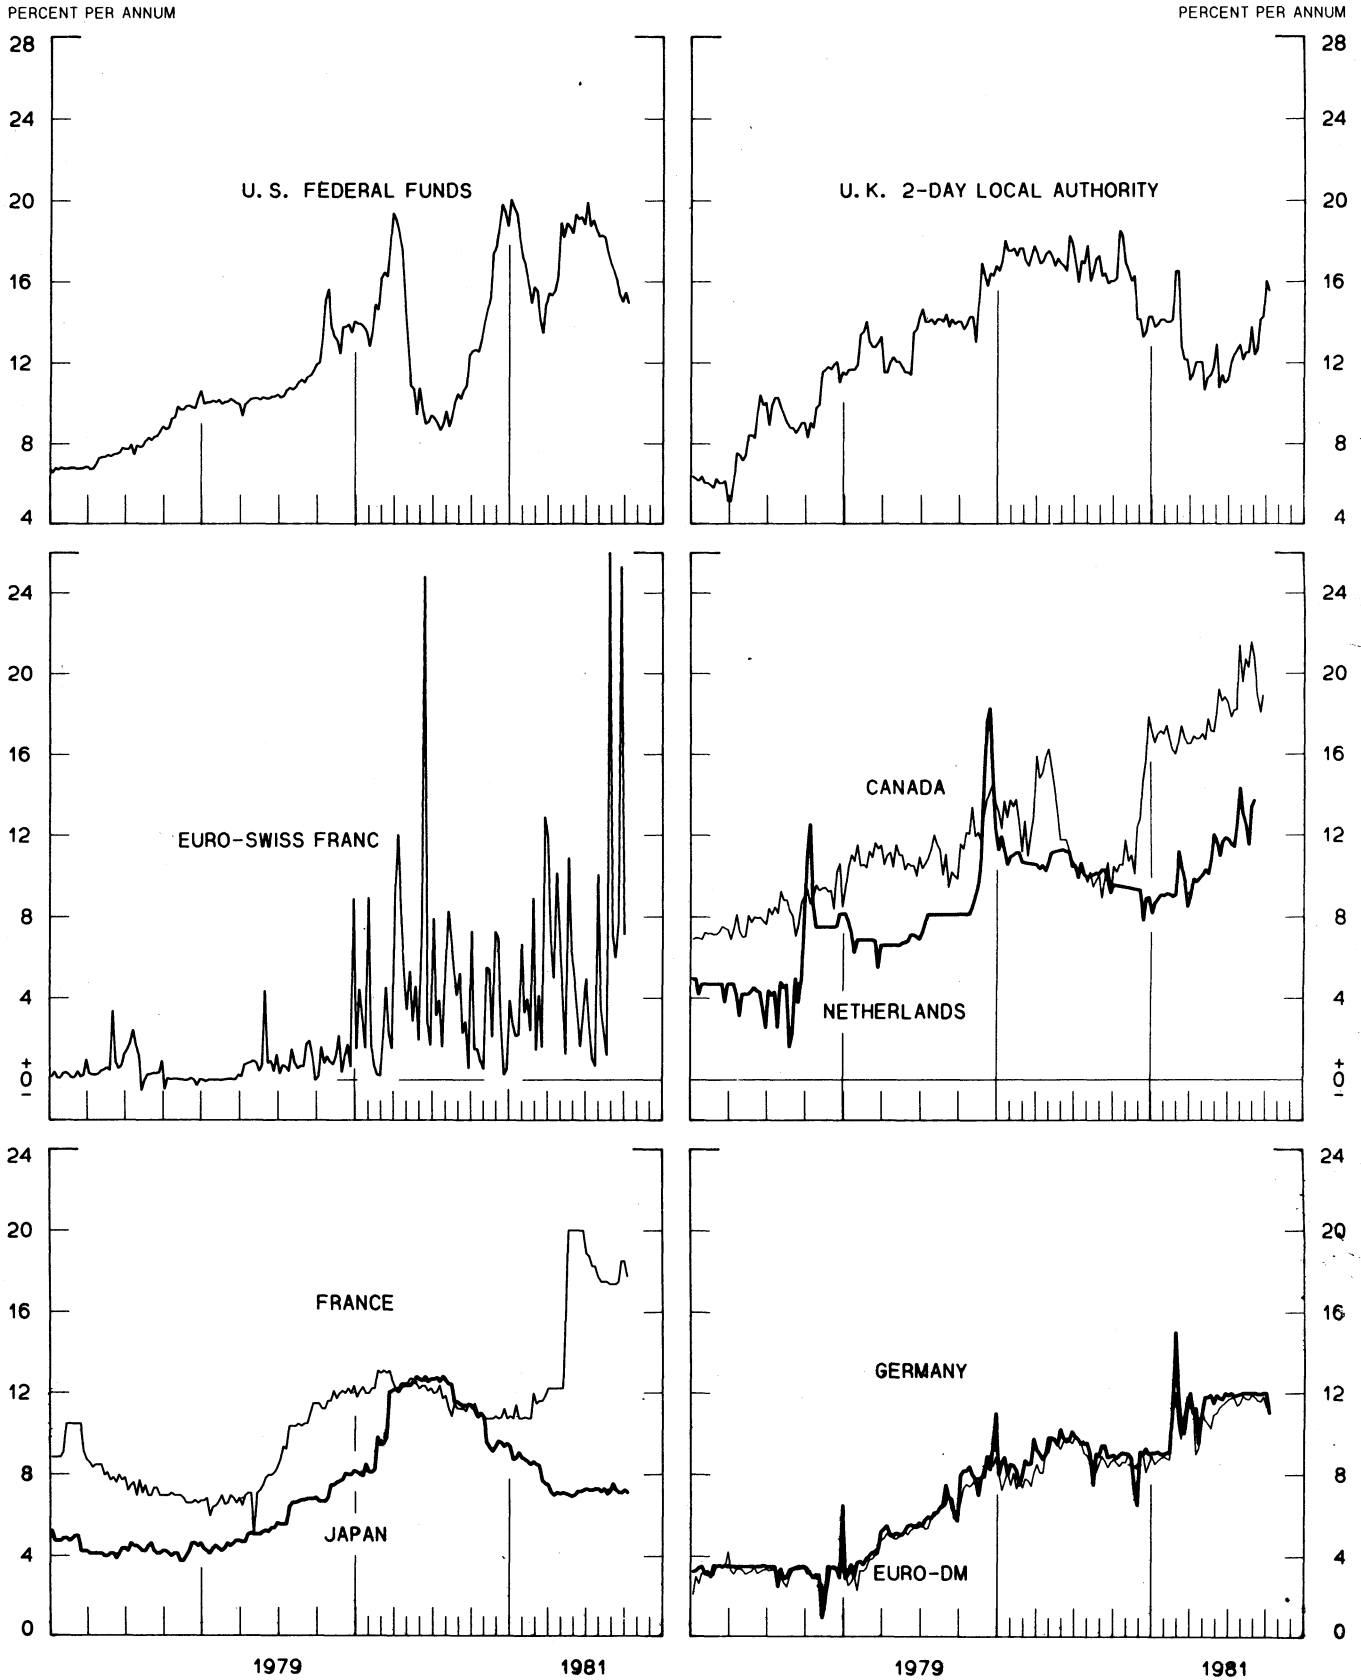 PERCENT PER ANNUM PERCENT PER ANNUM
28 28
24 24
U.S. FEDERAL FUNDS U.K. 2-DAY LOCAL AUTHORITY
20 20
16 16
12 12
8 8
4 4
24 24
20 20
16 16
CANADA
12 12
EURO-SWISS FRANC
8 8
4 4
NETHERLANDS
+ +
0 0
- -
24 24
20 20
16 16
FRANCE
GERMANY
12 12
8 8
JAPAN
4 4
EURO-DM
0 0
1979 1981 1979 1981